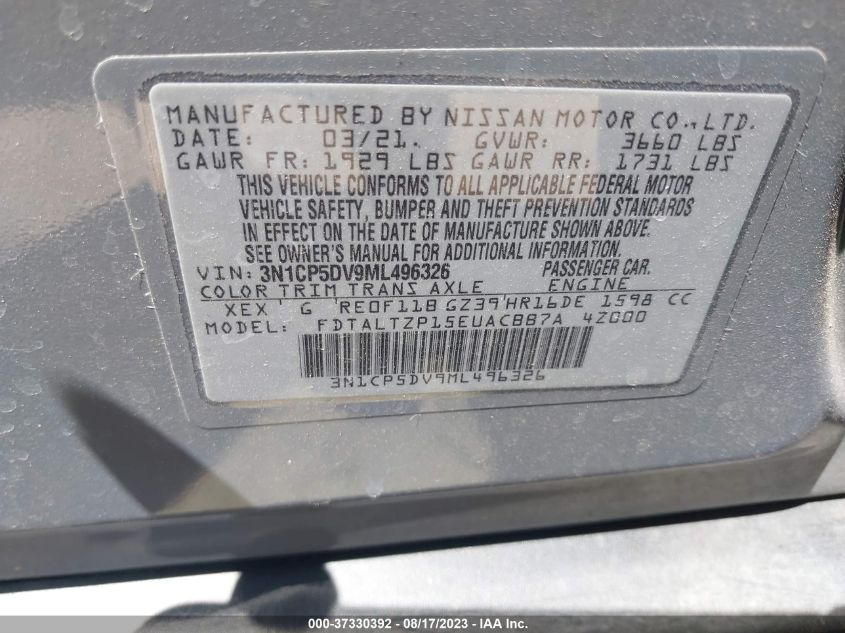 MANUFACTURED BY NISSAN MOTOR CO.,LTD.
DATE: 03/21. GVWR: 3660 LBS
GAWR FR: 1929 LBS GAWR RR: 1731 LBS
THIS VEHICLE CONFORMS TO ALL APPLICABLE FEDERAL MOTOR
VEHICLE SAFETY, BUMPER AND THEFT PREVENTION STANDARDS
IN EFFECT ON THE DATE OF MANUFACTURE SHOWN ABOVE.
SEE OWNER'S MANUAL FOR ADDITIONAL INFORMATION.
VIN: 3N1CP5DV9ML496326 PASSENGER CAR.
COLOR TRIM TRANS AXLE ENGINE
XEX G RE0F11B GZ39 HR16DE 1598 CC
MODEL: FDTALTZP15EUACBB7A 4Z000
3N1CP5DV9ML496326
000-37330392 - 08/17/2023 - IAAI.com